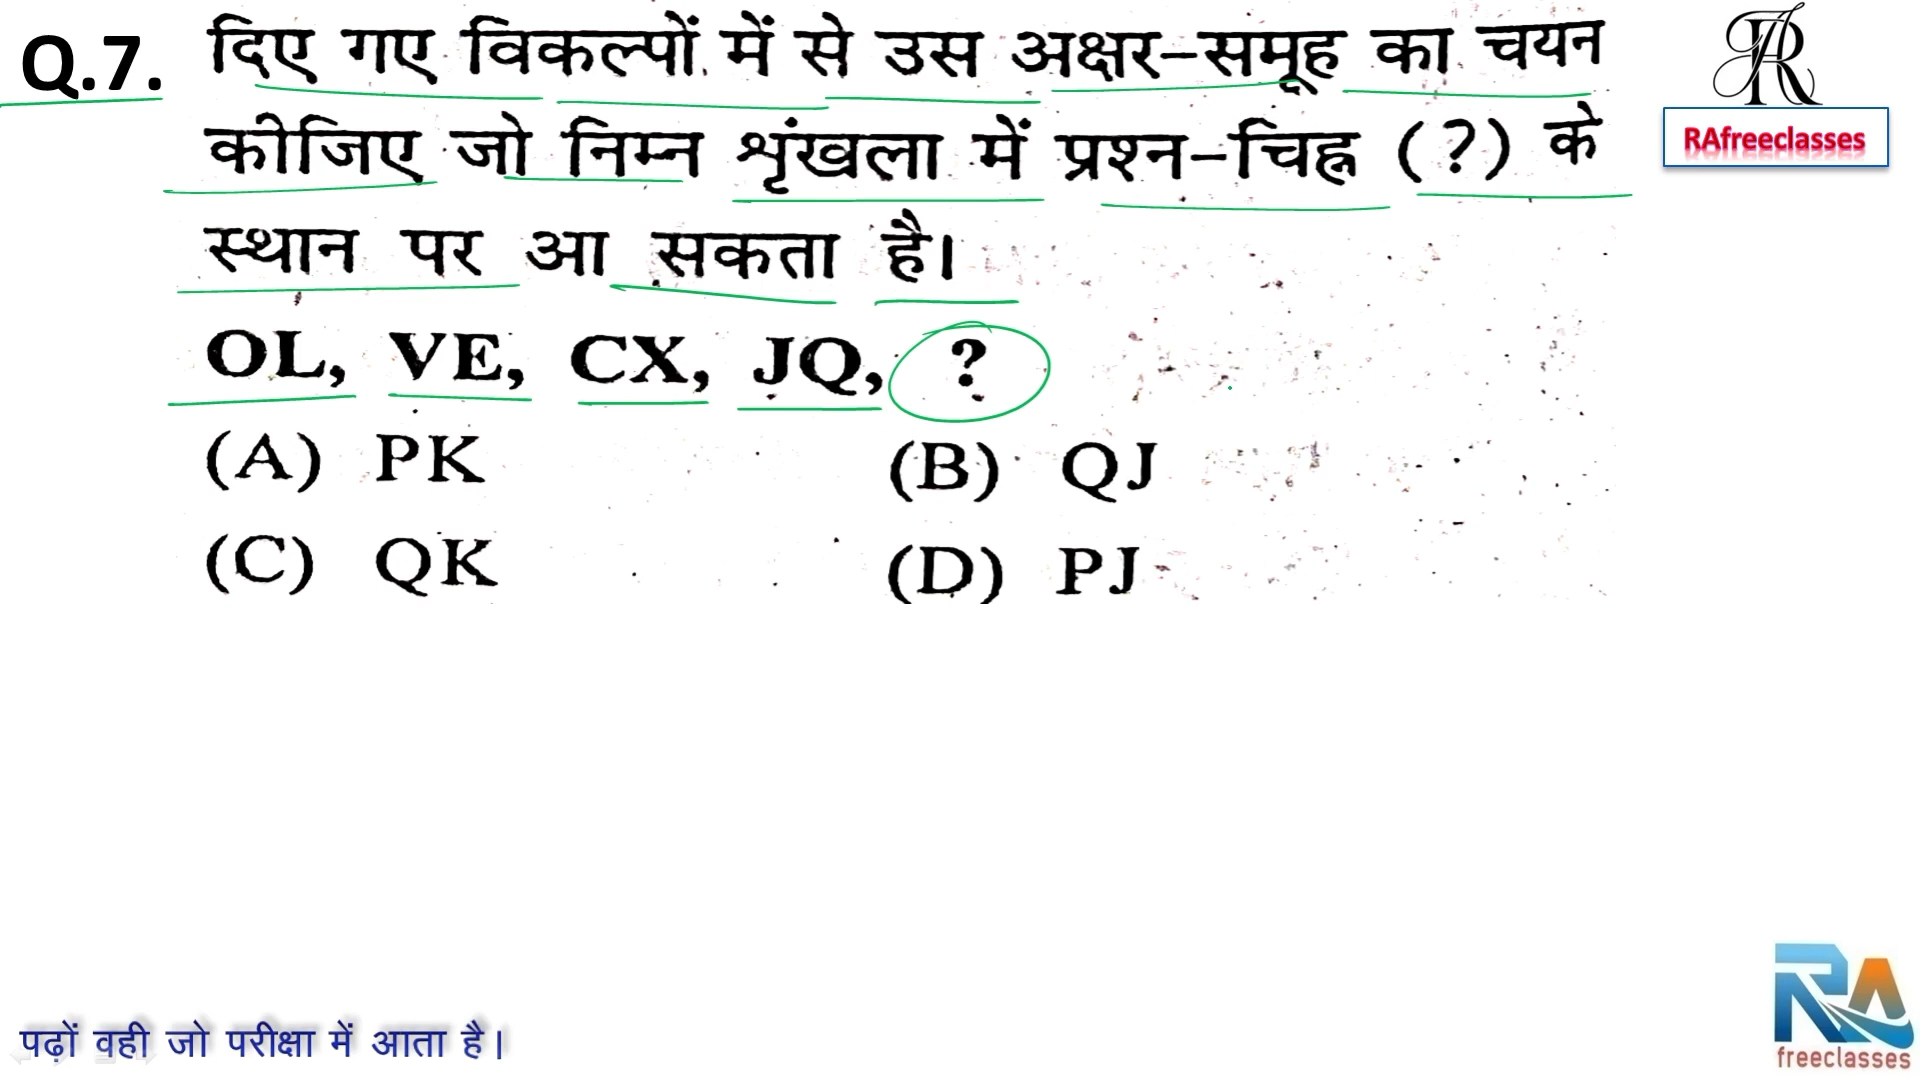 Q.7. दिए गए विकल्पों में से उस अक्षर-समूह का चयन
कीजिए जो निम्न शृंखला में प्रश्न-चिह्न (?) के
स्थान पर आ सकता है।
OL, VE, CX, JQ, ?
(A) PK (B) QJ
(C) QK (D) PJ
RAfreeclasses
पढ़ों वही जो परीक्षा में आता है।
RA
freeclasses